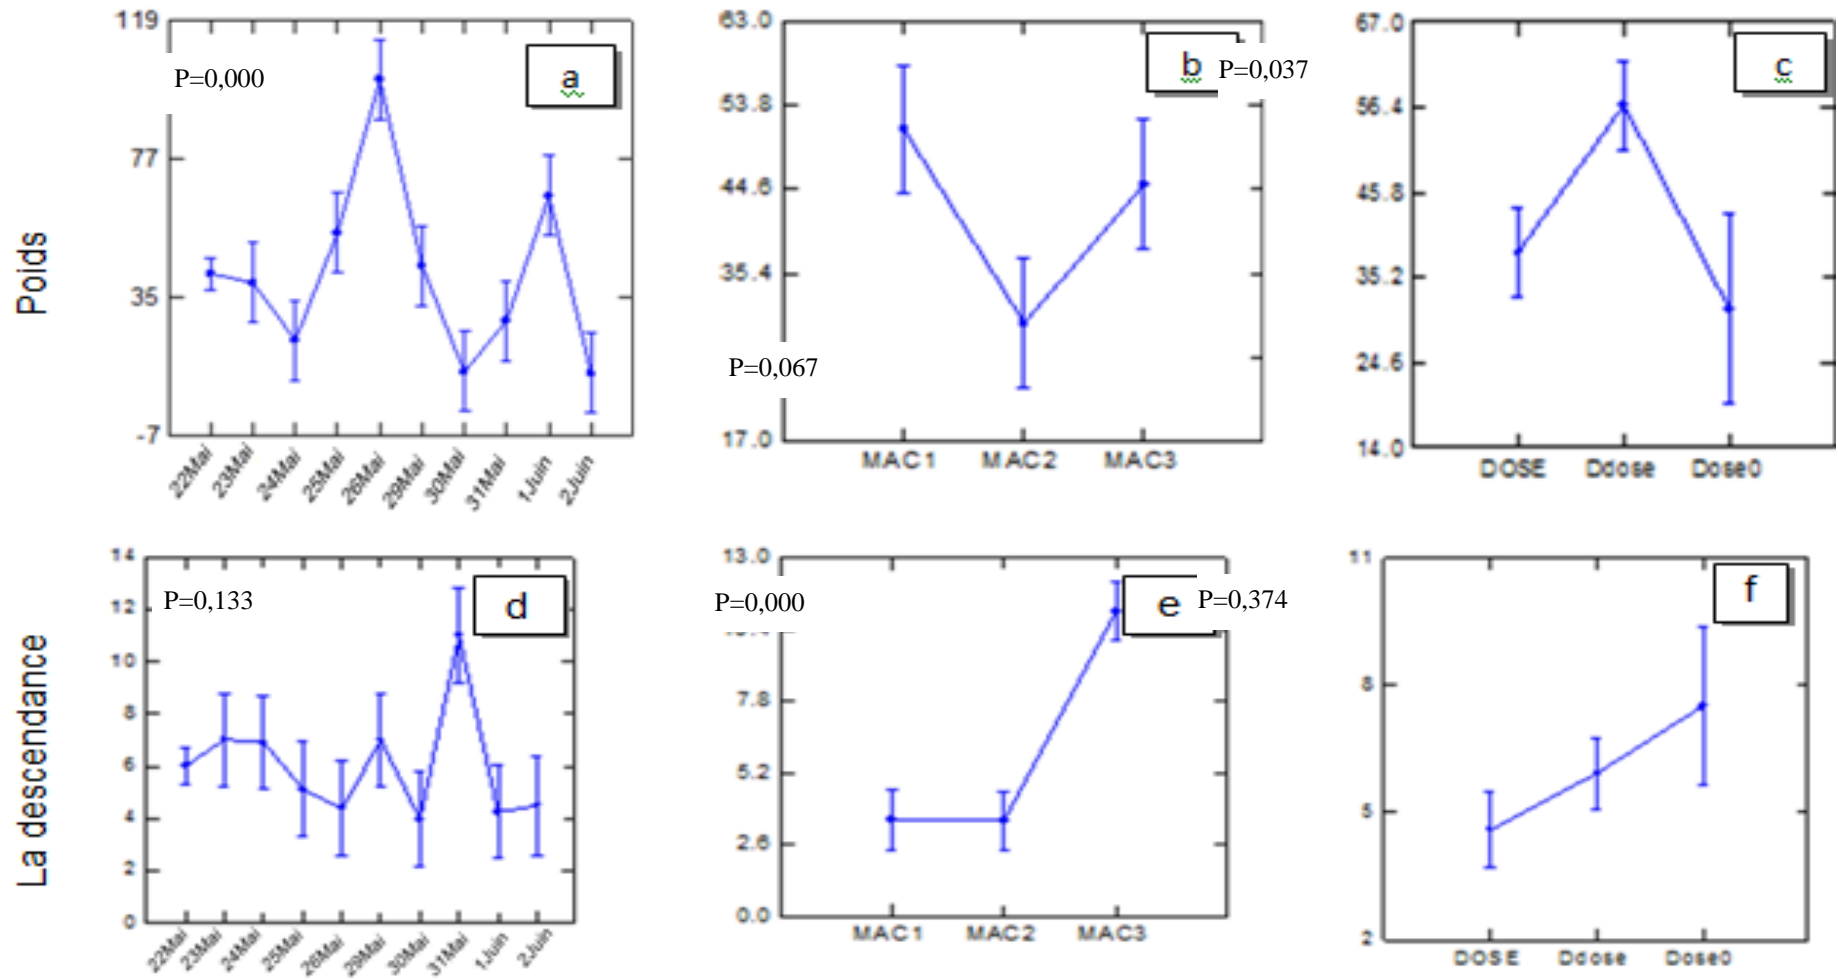 Poids
119
77
35
-7
P=0,000
a
22Mai
23Mai
24Mai
25Mai
26Mai
29Mai
30Mai
31Mai
1Juin
2Juin
63.0
53.8
44.6
35.4
17.0
P=0,067
b
MAC1
MAC2
MAC3
P=0,037
67.0
56.4
45.8
35.2
24.6
14.0
c
DOSE
Ddose
Dose0
La descendance
14
12
10
8
6
4
2
0
P=0,133
d
22Mai
23Mai
24Mai
25Mai
26Mai
29Mai
30Mai
31Mai
1Juin
2Juin
13.0
7.8
5.2
2.6
0.0
P=0,000
e
MAC1
MAC2
MAC3
P=0,374
11
8
5
2
f
DOSE
Ddose
Dose0